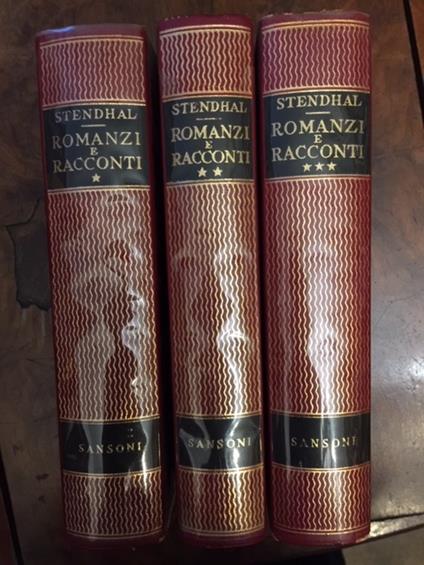 STENDHAL
ROMANZI
E
RACCONTI
★
SANSONI
STENDHAL
ROMANZI
E
RACCONTI
★★
SANSONI
STENDHAL
ROMANZI
E
RACCONTI
★★★
SANSONI